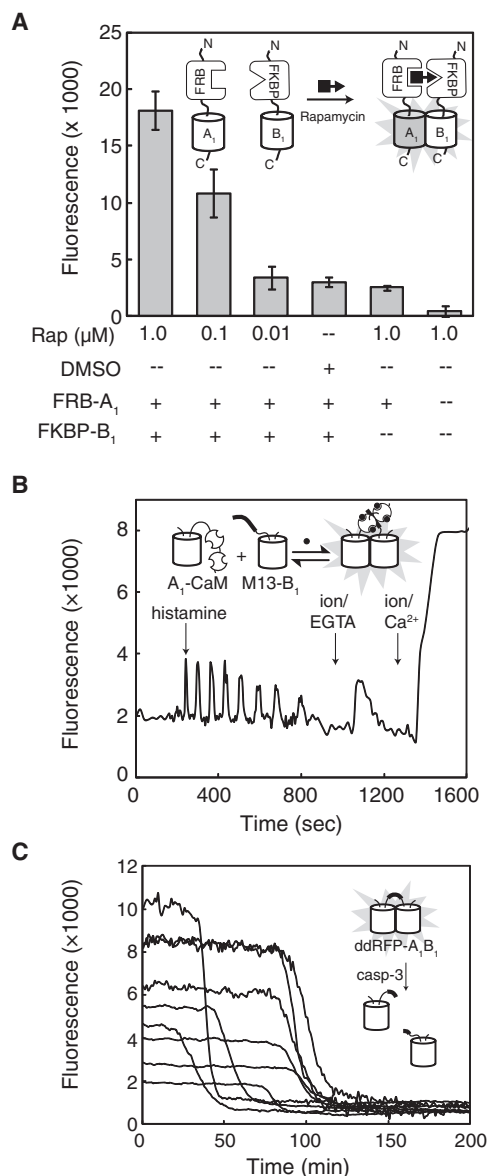 A
Fluorescence (x 1000)
25
20
15
10
5
0
N
FRB
A₁
C
N
FKBP
B₁
C
Rapamycin
N
FRB
A₁
C
N
FKBP
B₁
C
Rap (μM) 1.0 0.1 0.01 -- 1.0 1.0
DMSO -- -- -- + -- --
FRB-A₁ + + + + + --
FKBP-B₁ + + + + -- --
B
Fluorescence (×1000)
8
6
4
2
0
A₁-CaM + M13-B₁
histamine
ion/
EGTA
ion/
Ca²⁺
0 400 800 1200 1600
Time (sec)
C
Fluorescence (×1000)
12
10
8
6
4
2
0
ddRFP-A₁B₁
casp-3
0 50 100 150 200
Time (min)